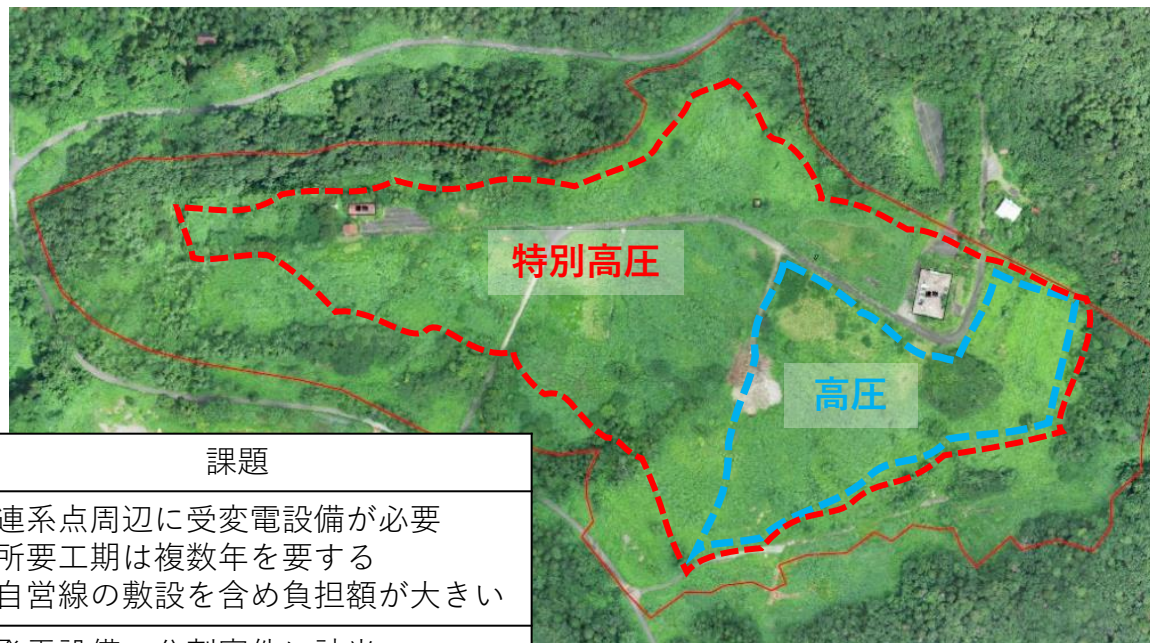 特別高圧
高圧
課題
連系点周辺に受変電設備が必要
所要工期は複数年を要する
自営線の敷設を含め負担額が大きい